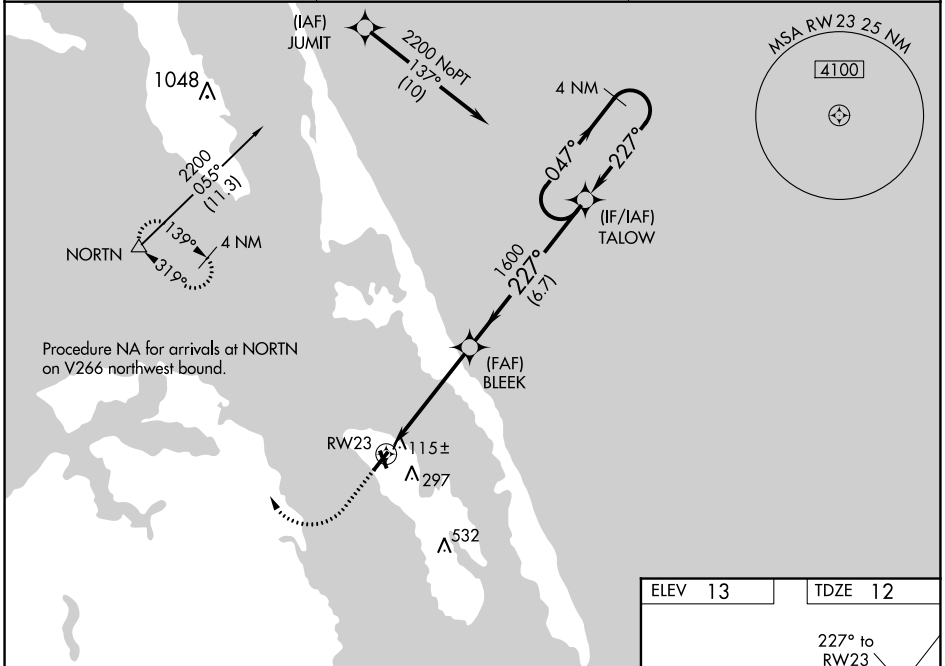 (IAF)
JUMIT
2200 NoPT
137°
(10)
MSA RW 23 25 NM
4100
1048
4 NM
047°
227°
(IF/IAF)
TALOW
2200
055°
(11.3)
NORTN
139°
4 NM
319°
1600
227°
(6.7)
Procedure NA for arrivals at NORTN
on V266 northwest bound.
(FAF)
BLEEK
RW23
115±
297
532
ELEV 13
TDZE 12
227° to
RW23